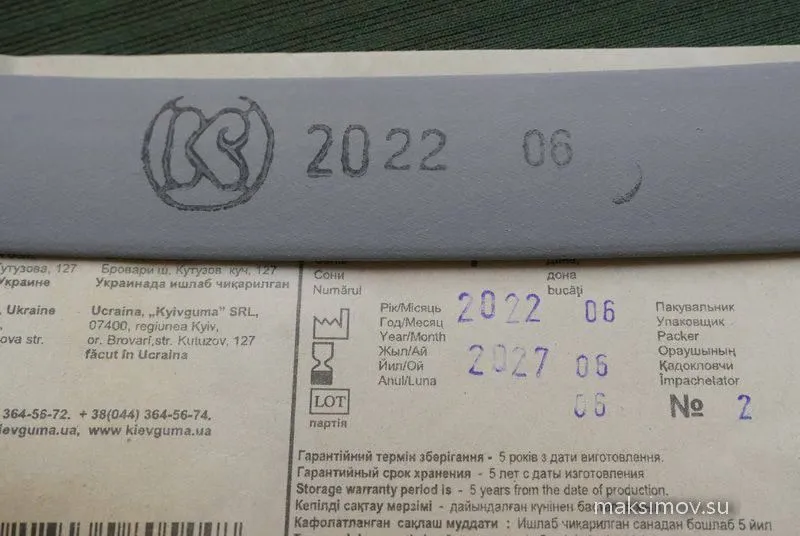 2022 06
Кутузова, 127
Украине
Ukraine
ova str.
Бровари ш, Кутузов куч, 127
Украинада ишлаб чиқарилган
Ucraina, „Kyivguma" SRL,
07400, regiunea Kyiv,
or. Brovari,str. Kutuzov, 127
făcut în Ucraina
364-56-72. + 38(044) 364-56-74.
ievguma.ua, www.kievguma.ua
Сони
Numărul
дона
bucăți
Рік/Місяць
Год/Месяц
Year/Month
Жыл/Ай
Йил/Ой
Anul/Luna
2022 06
2027 06
06
LOT
партія
Пакувальник
Упаковщик
Packer
Ораушының
Қадокловчи
Împachetator
№ 2
Гарантійний термін зберігання - 5 років з дати виготовлення.
Гарантийный срок хранения - 5 лет с даты изготовления
Storage warranty period is - 5 years from the date of production.
Кепілді сақтау мерзімі - дайындалған күнінен
Кафолатланган сақлаш муддати : Ишлаб чиқарилган санадан бошлаб 5 йил
maksimov.su